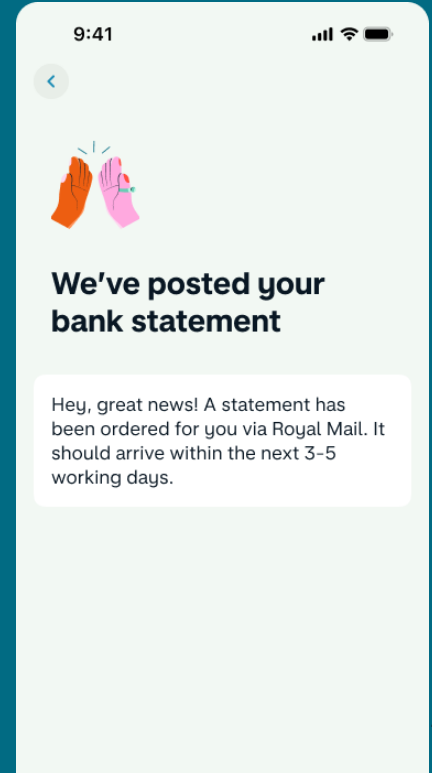 9:41
We’ve posted your
bank statement
Hey, great news! A statement has
been ordered for you via Royal Mail. It
should arrive within the next 3-5
working days.